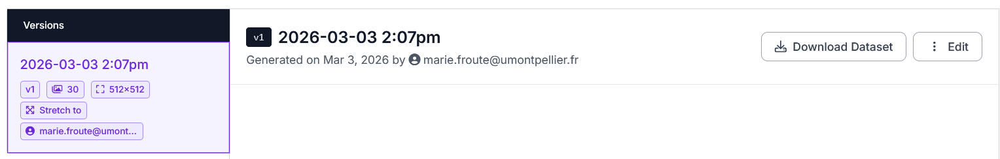 Versions
2026-03-03 2:07pm
v1 30 512×512
Stretch to
marie.froute@umont...
v1 2026-03-03 2:07pm
Generated on Mar 3, 2026 by marie.froute@umontpellier.fr
Download Dataset Edit